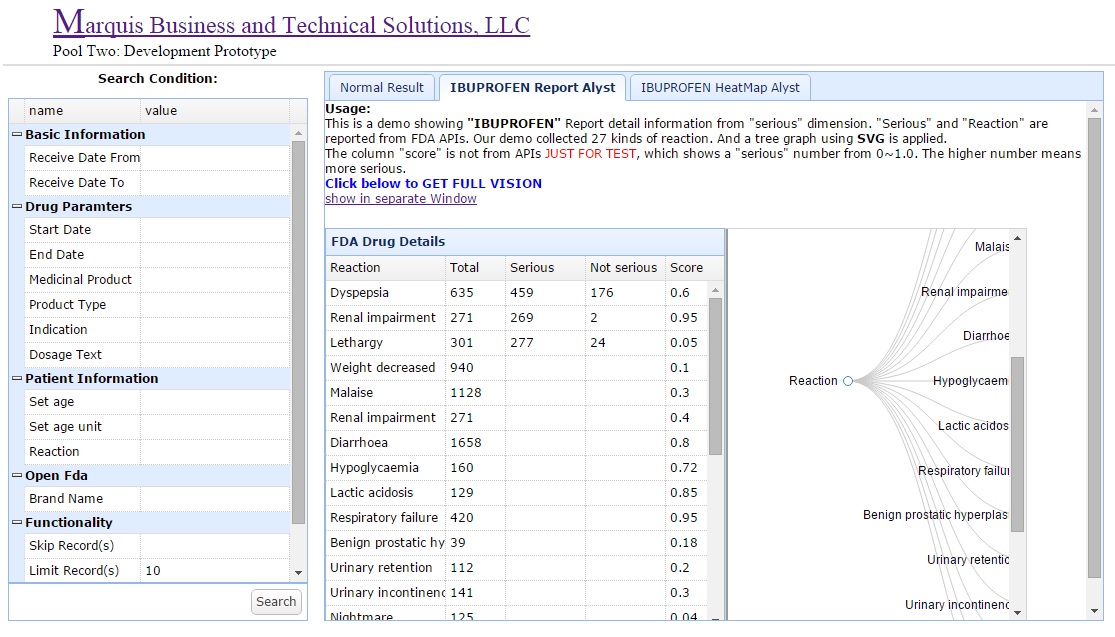 Marquis Business and Technical Solutions, LLC
Pool Two: Development Prototype
Search Condition:
name value
Basic Information
Receive Date From
Receive Date To
Drug Paramters
Start Date
End Date
Medicinal Product
Product Type
Indication
Dosage Text
Patient Information
Set age
Set age unit
Reaction
Open Fda
Brand Name
Functionality
Skip Record(s)
Limit Record(s) 10
Search
Normal Result IBUPROFEN Report Alyst IBUPROFEN HeatMap Alyst
Usage:
This is a demo showing "IBUPROFEN" Report detail information from "serious" dimension. "Serious" and "Reaction" are
reported from FDA APIs. Our demo collected 27 kinds of reaction. And a tree graph using SVG is applied.
The column "score" is not from APIs JUST FOR TEST, which shows a "serious" number from 0~1.0. The higher number means
more serious.
Click below to GET FULL VISION
show in separate Window
FDA Drug Details
Reaction Total Serious Not serious Score
Dyspepsia 635 459 176 0.6
Renal impairment 271 269 2 0.95
Lethargy 301 277 24 0.05
Weight decreased 940 0.1
Malaise 1128 0.3
Renal impairment 271 0.4
Diarrhoea 1658 0.8
Hypoglycaemia 160 0.72
Lactic acidosis 129 0.85
Respiratory failure 420 0.95
Benign prostatic hy 39 0.18
Urinary retention 112 0.2
Urinary incontinenc 141 0.3
Nightmare 125 0.04
Reaction
Malais
Renal impairme
Diarrhoe
Hypoglycaem
Lactic acidos
Respiratory failur
Benign prostatic hyperplas
Urinary retentic
Urinary incontinenc